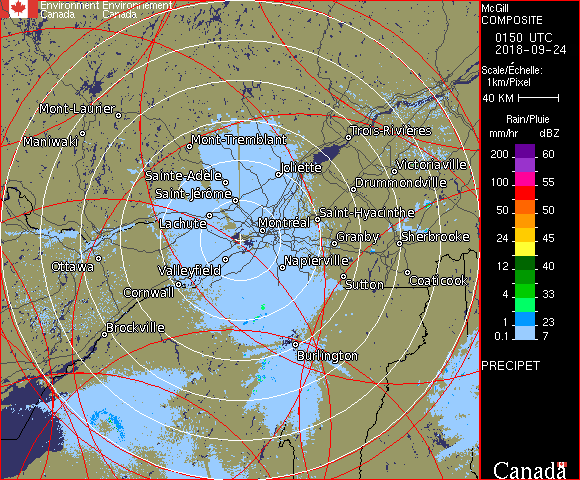 Environment Environnement
Canada Canada
Mont-Laurier
Maniwaki
Mont-Tremblant
Trois-Rivières
Joliette
Victoriaville
Sainte-Adèle
Drummondville
Saint-Jérôme
Lachute
Saint-Hyacinthe
Montréal
Granby
Sherbrooke
Ottawa
Valleyfield
Napierville
Cornwall
Sutton
Coaticook
Brockville
Burlington
McGill
COMPOSITE
0150 UTC
2018-09-24
Scale/Échelle:
1km/Pixel
40 KM
Rain/Pluie
mm/hr dBZ
200 60
100 55
50 50
24 45
12 40
4 33
1 23
0.1 7
PRECIPET
Canada